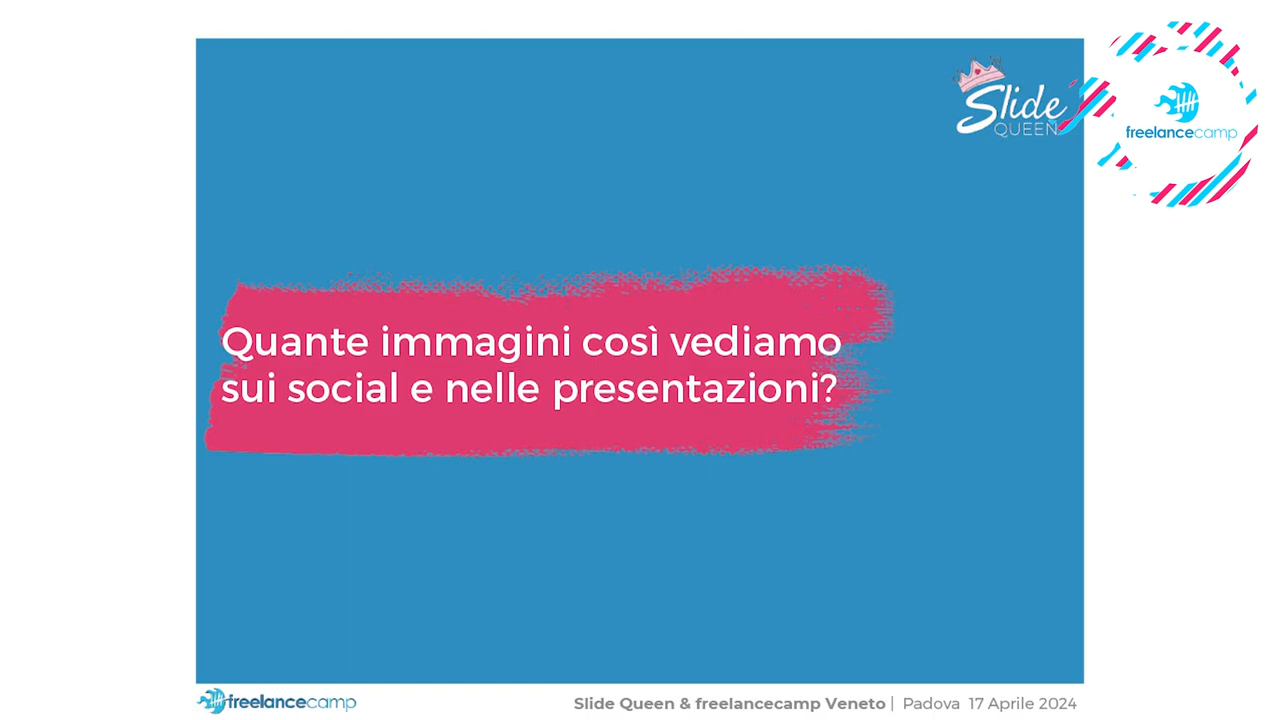 Slide
QUEEN
freelancecamp
Quante immagini così vediamo
sui social e nelle presentazioni?
freelancecamp
Slide Queen & freelancecamp Veneto | Padova 17 Aprile 2024